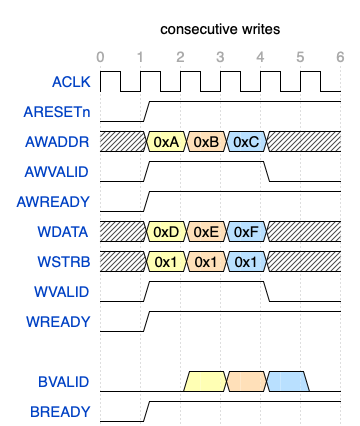 consecutive writes
0 1 2 3 4 5 6
ACLK
ARESETn
AWADDR 0xA 0xB 0xC
AWVALID
AWREADY
WDATA 0xD 0xE 0xF
WSTRB 0x1 0x1 0x1
WVALID
WREADY
BVALID
BREADY